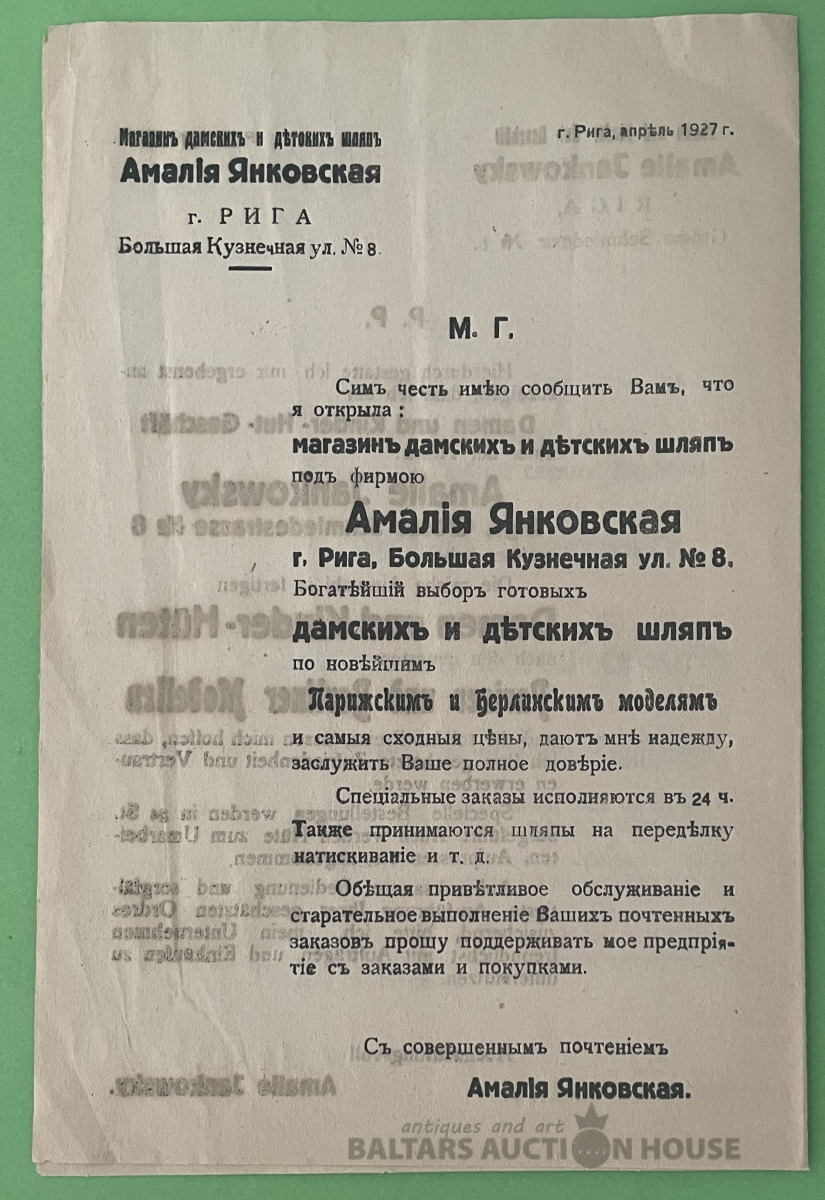 Магазинъ дамскихъ и дѣтскихъ шляпъ
Амалія Янковская
г. РИГА
Большая Кузнечная ул. № 8.
г. Рига, апрѣль 1927 г.
М. Г.
Симъ честь имѣю сообщить Вамъ, что
я открыла:
магазинъ дамскихъ и дѣтскихъ шляпъ
подъ фирмою
Амалія Янковская
г. Рига, Большая Кузнечная ул. № 8.
Богатѣйшій выборъ готовыхъ
дамскихъ и дѣтскихъ шляпъ
по новѣйшимъ
Парижскимъ и Берлинскимъ моделямъ
и самыя сходныя цѣны, даютъ мнѣ надежду,
заслужить Ваше полное довѣріе.
Спеціальные заказы исполняются въ 24 ч.
Также принимаются шляпы на передѣлку
натискиваніе и т. д.
Обѣщая привѣтливое обслуживаніе и
старательное выполненіе Вашихъ почтенныхъ
заказовъ прошу поддерживать мое предпрія-
тіе съ заказами и покупками.
Съ совершеннымъ почтеніемъ
Амалія Янковская.
antiques and art
BALTARS AUCTION HOUSE